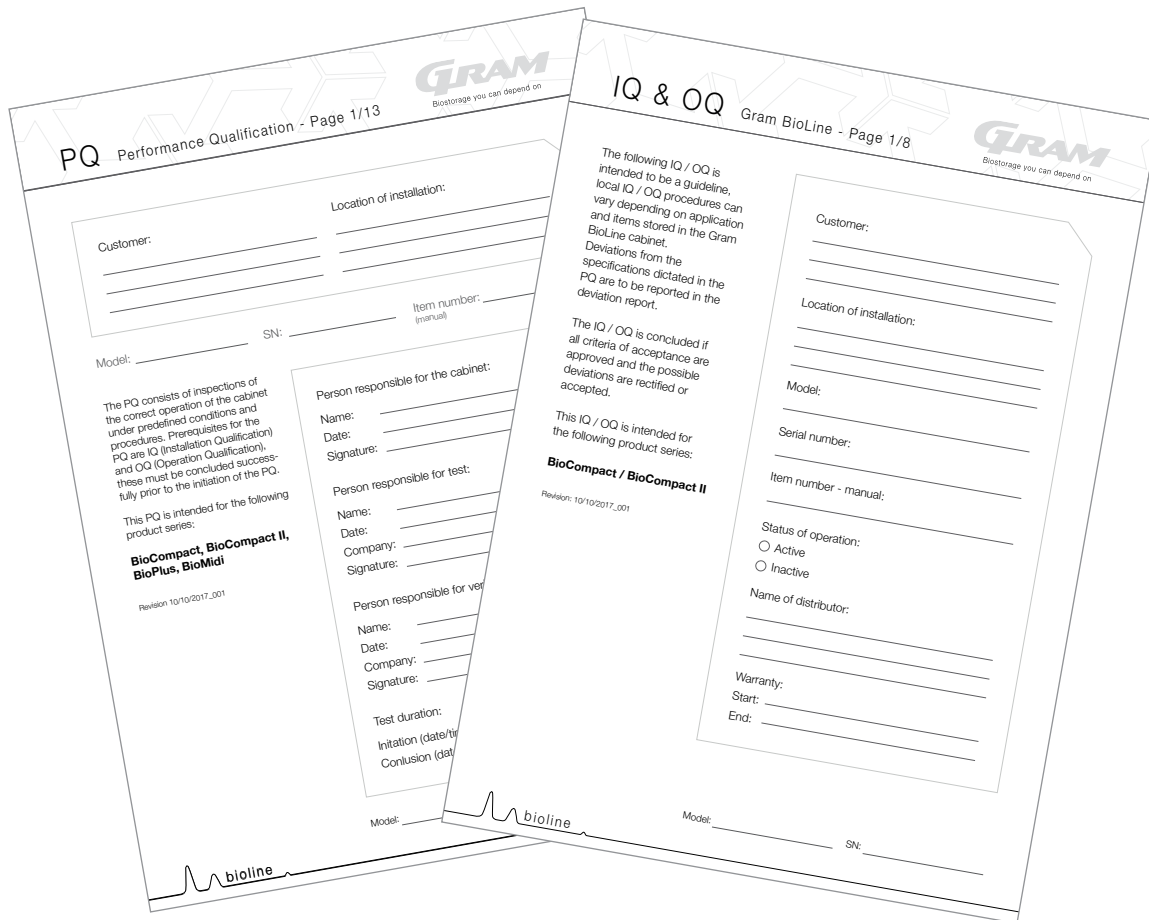 PQ Performance Qualification - Page 1/13
GRAM
Biostorage you can depend on
Customer:
Location of installation:
Model:
SN:
Item number:
(manual)
The PQ consists of inspections of
the correct operation of the cabinet
under predefined conditions and
procedures. Prerequisites for the
PQ are IQ (Installation Qualification)
and OQ (Operation Qualification),
these must be concluded success-
fully prior to the initiation of the PQ.
This PQ is intended for the following
product series:
BioCompact, BioCompact II,
BioPlus, BioMidi
Revision 10/10/2017_001
Person responsible for the cabinet:
Name:
Date:
Signature:
Person responsible for test:
Name:
Date:
Company:
Signature:
Person responsible for ver
Name:
Date:
Company:
Signature:
Test duration:
Initation (date/tim
Conlusion (dat
Model:
bioline
IQ & OQ Gram BioLine - Page 1/8
GRAM
Biostorage you can depend on
The following IQ / OQ is
intended to be a guideline,
local IQ / OQ procedures can
vary depending on application
and items stored in the Gram
BioLine cabinet.
Deviations from the
specifications dictated in the
PQ are to be reported in the
deviation report.
The IQ / OQ is concluded if
all criteria of acceptance are
approved and the possible
deviations are rectified or
accepted.
This IQ / OQ is intended for
the following product series:
BioCompact / BioCompact II
Revision: 10/10/2017_001
Customer:
Location of installation:
Model:
Serial number:
Item number - manual:
Status of operation:
Active
Inactive
Name of distributor:
Warranty:
Start:
End:
Model:
SN:
bioline